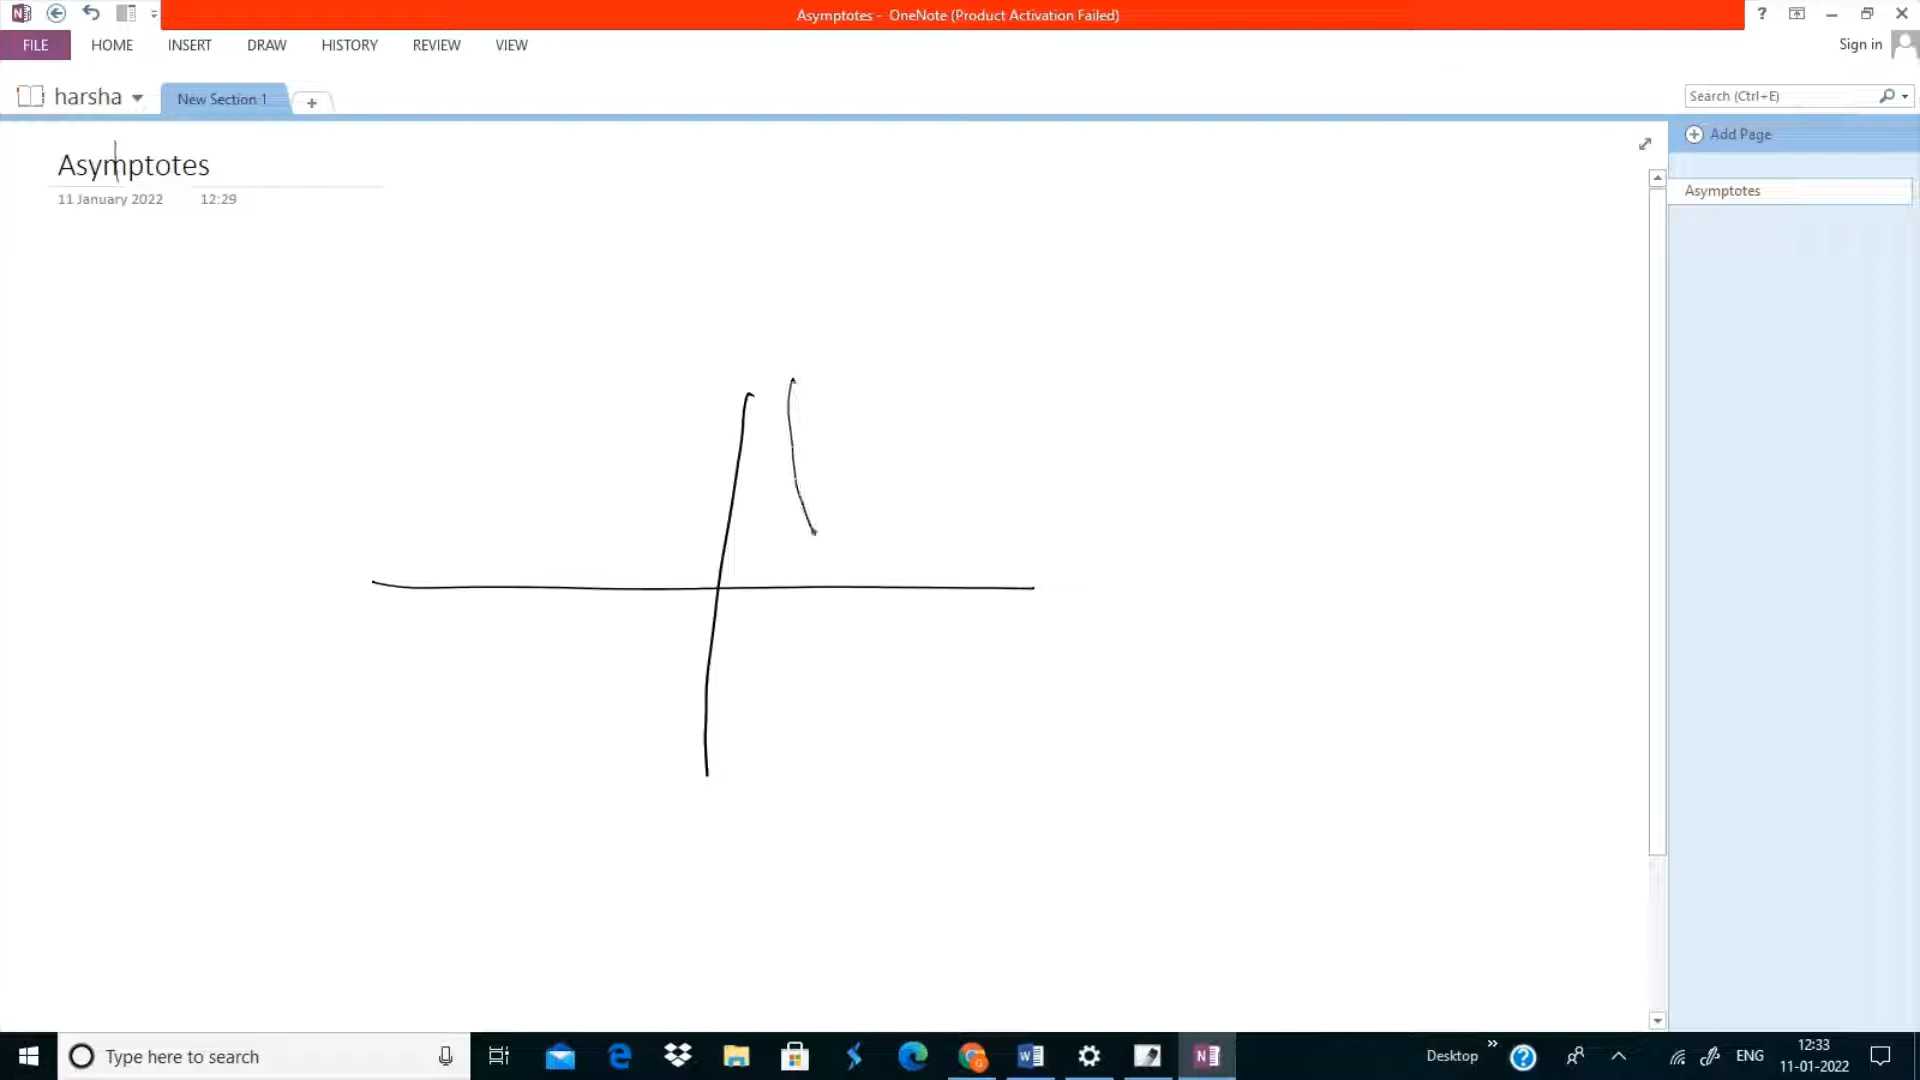 Asymptotes - OneNote (Product Activation Failed)
?
FILE HOME INSERT DRAW HISTORY REVIEW VIEW
Sign in
harsha
New Section 1
+
Search (Ctrl+E)
Add Page
Asymptotes
11 January 2022 12:29
Asymptotes
Type here to search
Desktop
ENG
12:33
11-01-2022